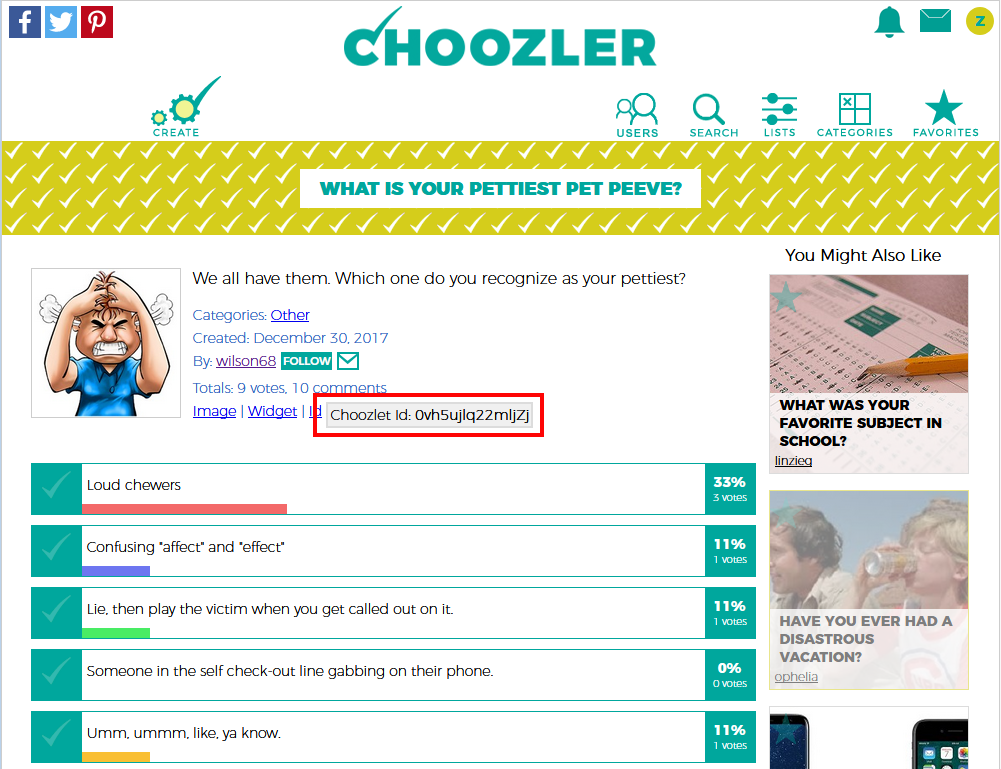 CHOOZLER
Z
CREATE
USERS
SEARCH
LISTS
CATEGORIES
FAVORITES
WHAT IS YOUR PETTIEST PET PEEVE?
We all have them. Which one do you recognize as your pettiest?
Categories: Other
Created: December 30, 2017
By: wilson68 FOLLOW
Totals: 9 votes, 10 comments
Image | Widget | Id
Choozlet Id: 0vh5ujlq22mljZj
Loud chewers
33%
3 votes
Confusing "affect" and "effect"
11%
1 votes
Lie, then play the victim when you get called out on it.
11%
1 votes
Someone in the self check-out line gabbing on their phone.
0%
0 votes
Umm, ummm, like, ya know.
11%
1 votes
You Might Also Like
WHAT WAS YOUR
FAVORITE SUBJECT IN
SCHOOL?
linzieq
HAVE YOU EVER HAD A
DISASTROUS
VACATION?
ophelia